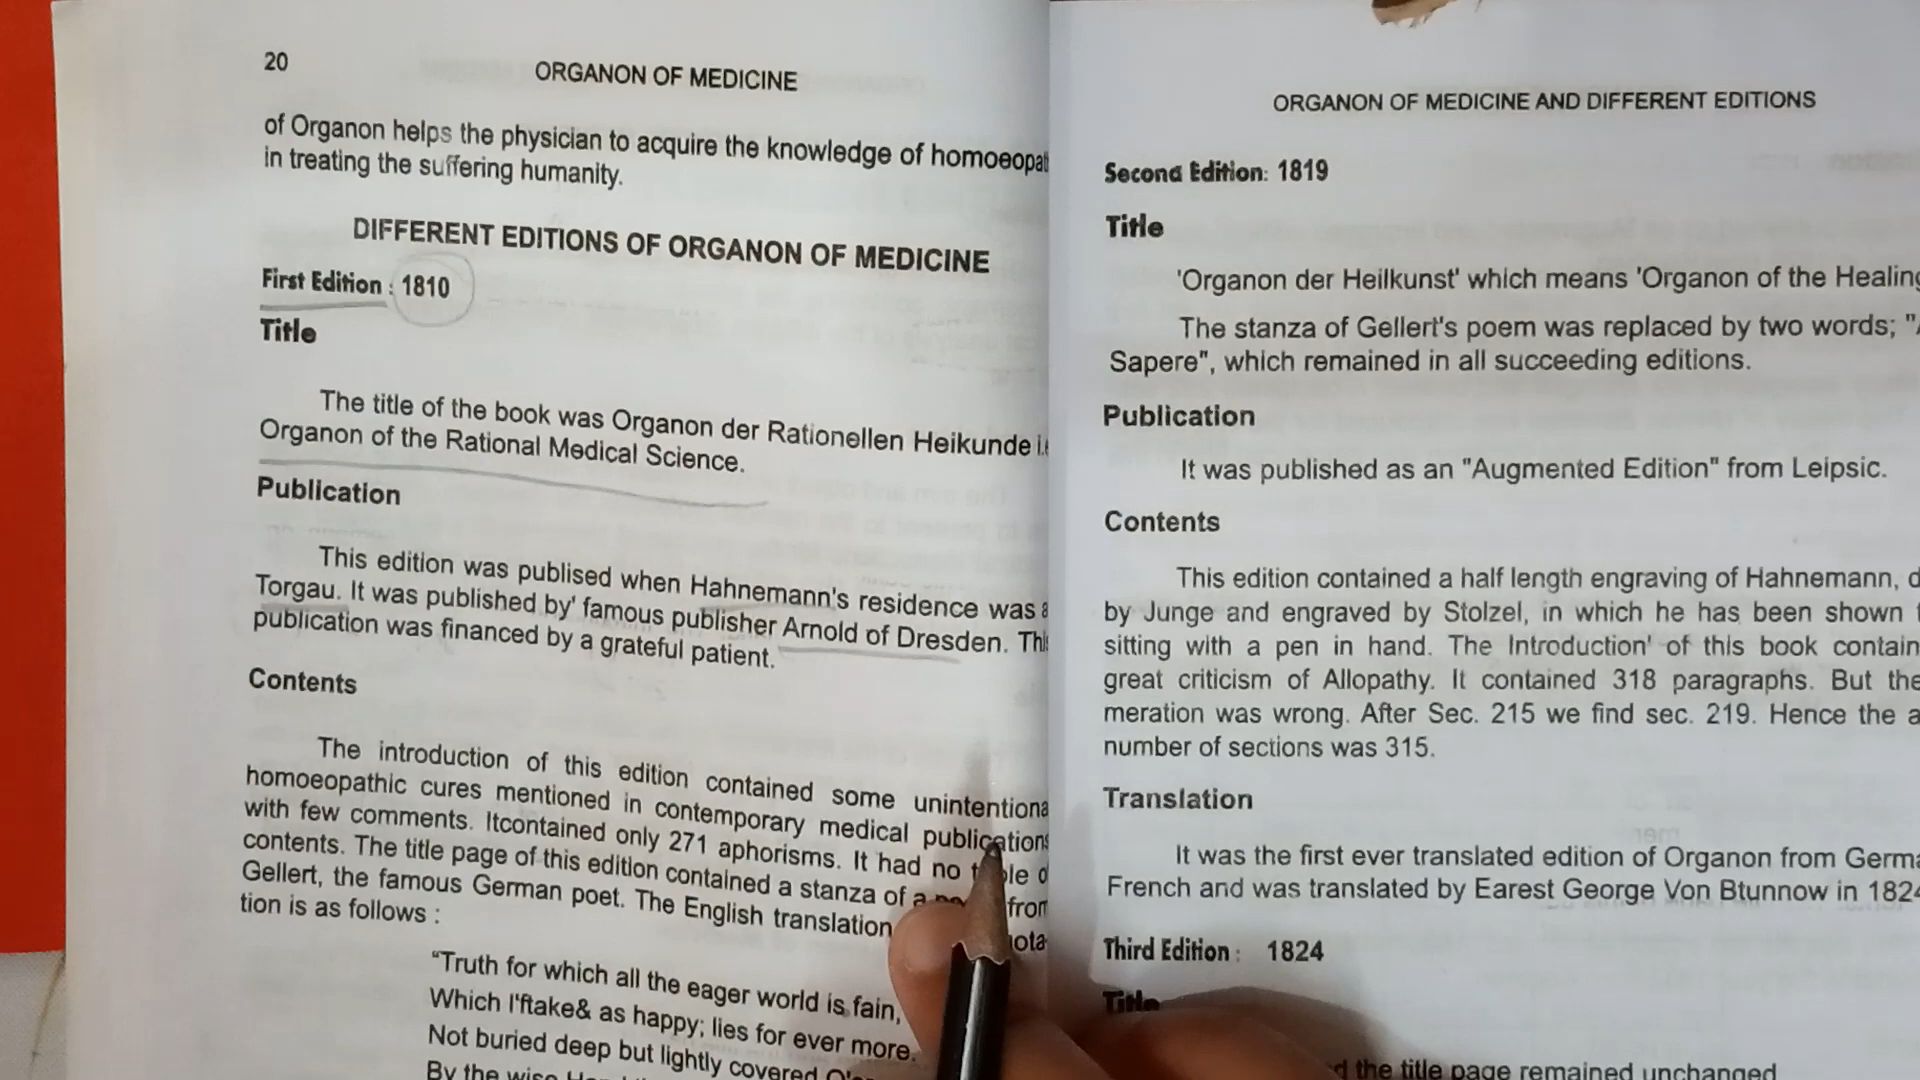 20
ORGANON OF MEDICINE
of Organon helps the physician to acquire the knowledge of homoeopat
in treating the suffering humanity.
DIFFERENT EDITIONS OF ORGANON OF MEDICINE
First Edition : 1810
Title
The title of the book was Organon der Rationellen Heikunde i.e
Organon of the Rational Medical Science.
Publication
This edition was publised when Hahnemann's residence was a
Torgau. It was published by' famous publisher Arnold of Dresden. This
publication was financed by a grateful patient.
Contents
The introduction of this edition contained some unintentiona
homoeopathic cures mentioned in contemporary medical publications
with few comments. Itcontained only 271 aphorisms. It had no
contents. The title page of this edition contained a stanza of a from
Gellert, the famous German poet. The English translation
tion is as follows :
"Truth for which all the eager world is fain,
Which I'ftake& as happy; lies for ever more.
Not buried deep but lightly covered
By the wise
ORGANON OF MEDICINE AND DIFFERENT EDITIONS
Second Edition: 1819
Title
'Organon der Heilkunst' which means 'Organon of the Healing
The stanza of Gellert's poem was replaced by two words; "A
Sapere", which remained in all succeeding editions.
Publication
It was published as an "Augmented Edition" from Leipsic.
Contents
This edition contained a half length engraving of Hahnemann, d
by Junge and engraved by Stolzel, in which he has been shown
sitting with a pen in hand. The Introduction' of this book contain
great criticism of Allopathy. It contained 318 paragraphs. But the
meration was wrong. After Sec. 215 we find sec. 219. Hence the a
number of sections was 315.
Translation
It was the first ever translated edition of Organon from Germa
French and was translated by Earest George Von Btunnow in 1824
Third Edition : 1824
Title
the title page remained unchanged